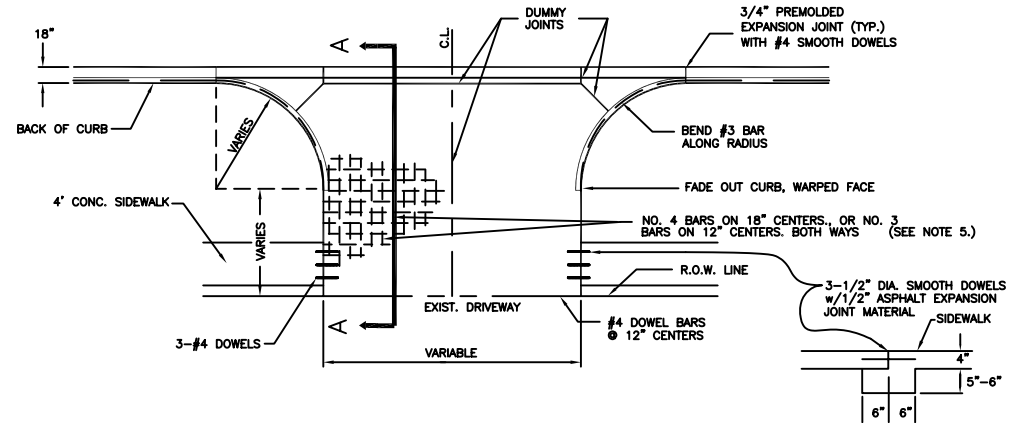 18"
A
DUMMY
JOINTS
C.L.
3/4" PREMOLDED
EXPANSION JOINT (TYP.)
WITH #4 SMOOTH DOWELS
BACK OF CURB
VARIES
BEND #3 BAR
ALONG RADIUS
FADE OUT CURB, WARPED FACE
4' CONC. SIDEWALK
VARIES
NO. 4 BARS ON 18" CENTERS., OR NO. 3
BARS ON 12" CENTERS. BOTH WAYS (SEE NOTE 5.)
R.O.W. LINE
3-1/2" DIA. SMOOTH DOWELS
w/1/2" ASPHALT EXPANSION
JOINT MATERIAL
SIDEWALK
EXIST. DRIVEWAY
A
3-#4 DOWELS
#4 DOWEL BARS
@ 12" CENTERS
VARIABLE
4"
5"-6"
6" 6"